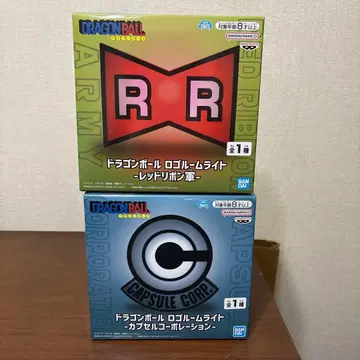 DRAGONBALL
対象年齢8才以上
BANDAI NAMCO
ARMY
RED RIBBON
R R
全1種
ドラゴンボール ロゴルームライト
-レッドリボン軍-
BAN
DAI
DRAGONBALL
対象年齢8才以上
BANDAI NAMCO
CORPORATION
CAPSULE
CAPSULE CORP.
全1種
ドラゴンボール ロゴルームライト
-カプセルコーポレーション-
BAN
DAI